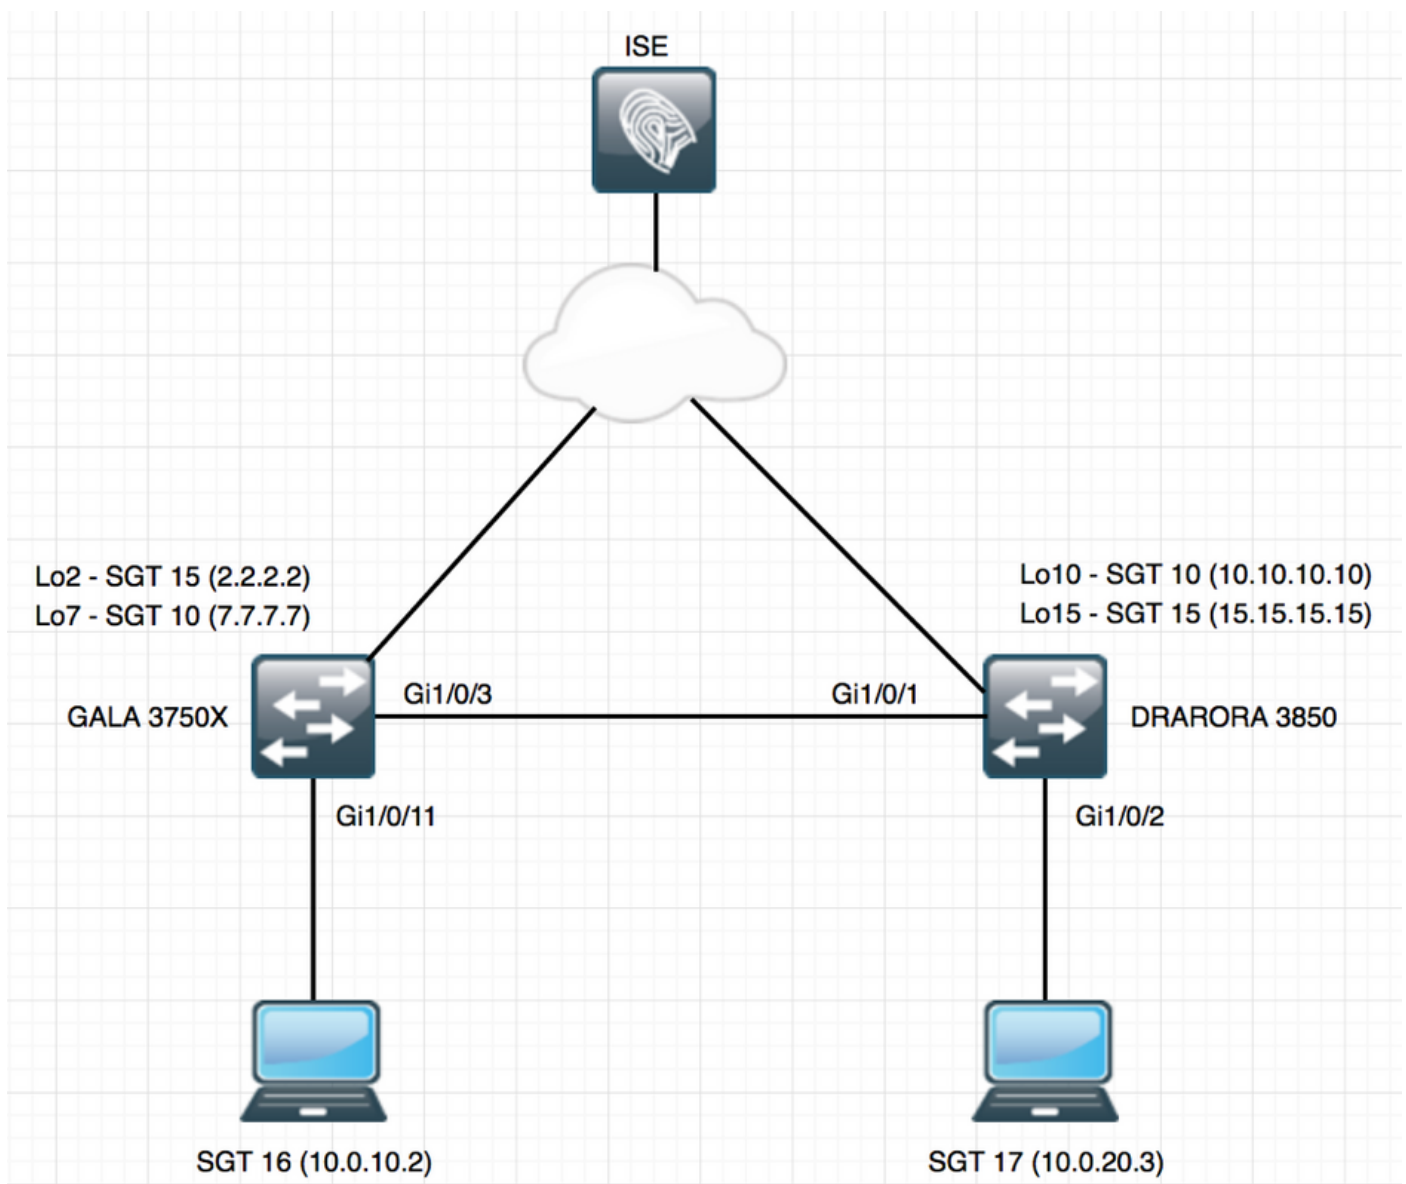 ISE
Lo2 - SGT 15 (2.2.2.2)
Lo7 - SGT 10 (7.7.7.7)
Lo10 - SGT 10 (10.10.10.10)
Lo15 - SGT 15 (15.15.15.15)
Gi1/0/3
Gi1/0/1
GALA 3750X
DRARORA 3850
Gi1/0/11
Gi1/0/2
SGT 16 (10.0.10.2)
SGT 17 (10.0.20.3)